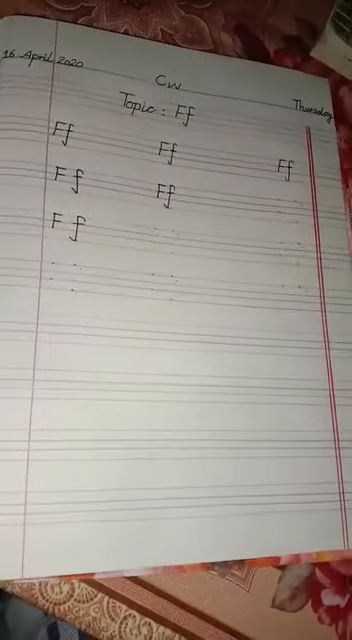 16 April 2020
Cw
Thursday
Topic : Ff
Ff Ff Ff
Ff Ff
Ff